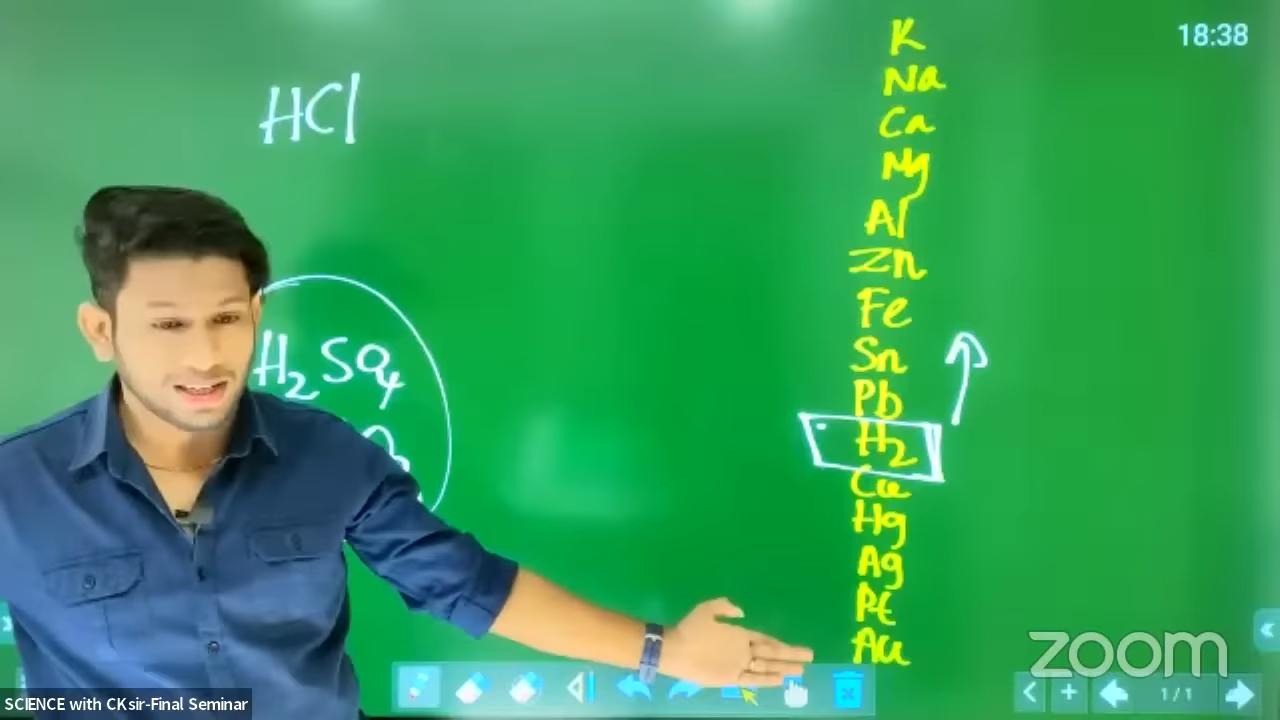 18:38
HCl
H2SO4
K
Na
Ca
Mg
Al
Zn
Fe
Sn
Pb
H2
Cu
Hg
Ag
Pt
Au
zoom
1/1
SCIENCE with CKsir-Final Seminar